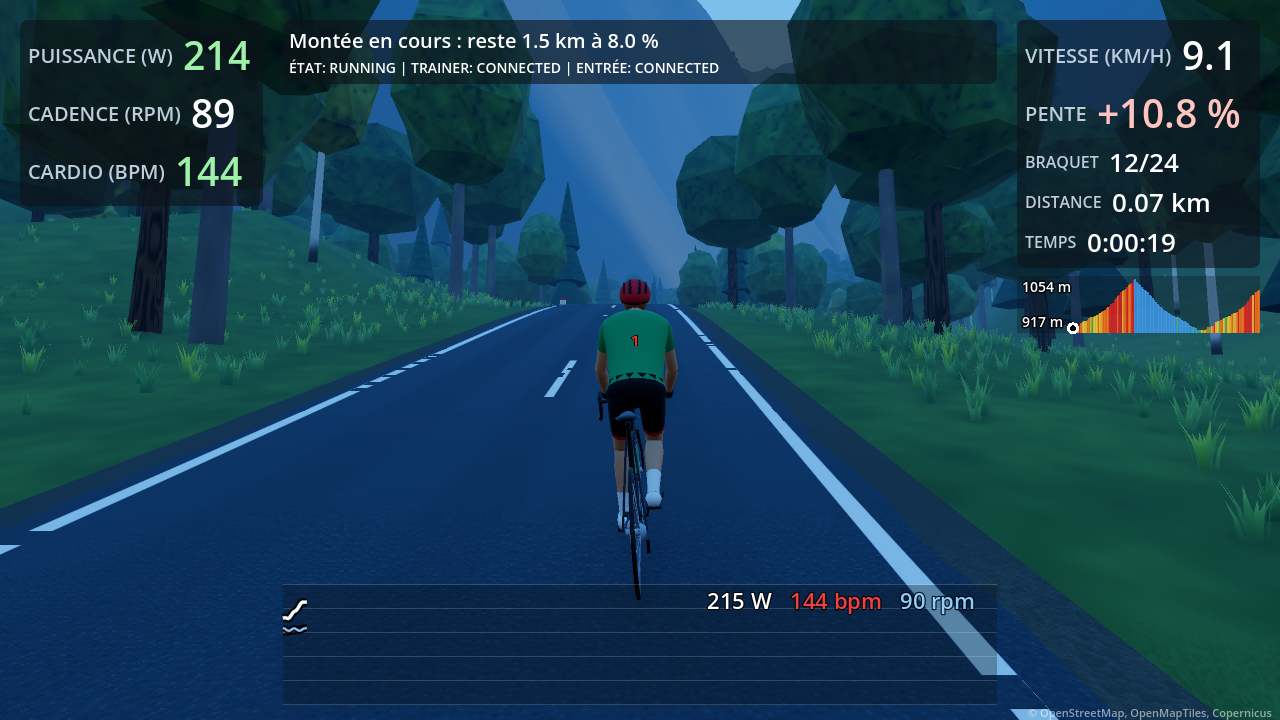 PUISSANCE (W) 214
CADENCE (RPM) 89
CARDIO (BPM) 144
Montée en cours : reste 1.5 km à 8.0 %
ÉTAT: RUNNING | TRAINER: CONNECTED | ENTRÉE: CONNECTED
VITESSE (KM/H) 9.1
PENTE +10.8 %
BRAQUET 12/24
DISTANCE 0.07 km
TEMPS 0:00:19
1054 m
917 m
1
215 W 144 bpm 90 rpm
© OpenStreetMap, OpenMapTiles, Copernicus